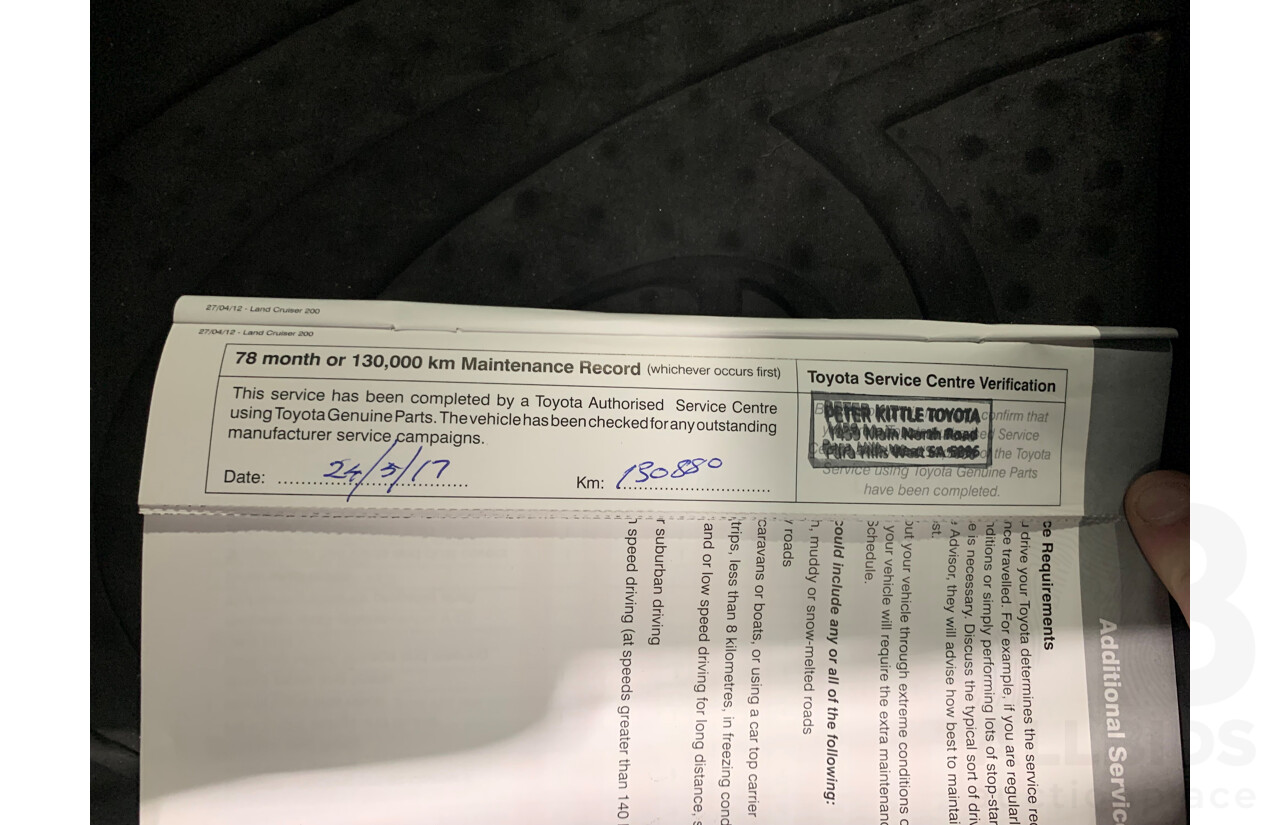 27/04/12 - Land Cruiser 200
27/04/12 - Land Cruiser 200
78 month or 130,000 km Maintenance Record (whichever occurs first)
This service has been completed by a Toyota Authorised Service Centre
using Toyota Genuine Parts. The vehicle has been checked for any outstanding
manufacturer service campaigns.
Date: 24/5/17
Km: 130880
Toyota Service Centre Verification
PETER KITTLE TOYOTA
1459 Main North Road
Para Hills West SA 5096
confirm that
Service
the Toyota
Service using Toyota Genuine Parts
have been completed.
Additional Servic
ce Requirements
drive your Toyota determines the service re
nce travelled. For example, if you are regularl
nditions or simply performing lots of stop-star
e is necessary. Discuss the typical sort of driv
Advisor, they will advise how best to maintai
st.
out your vehicle through extreme conditions o
your vehicle will require the extra maintenanc
Schedule.
could include any or all of the following:
h, muddy or snow-melted roads
y roads
caravans or boats, or using a car top carrier
trips, less than 8 kilometres, in freezing cond
and or low speed driving for long distance, s
r suburban driving
speed driving (at speeds greater than 140